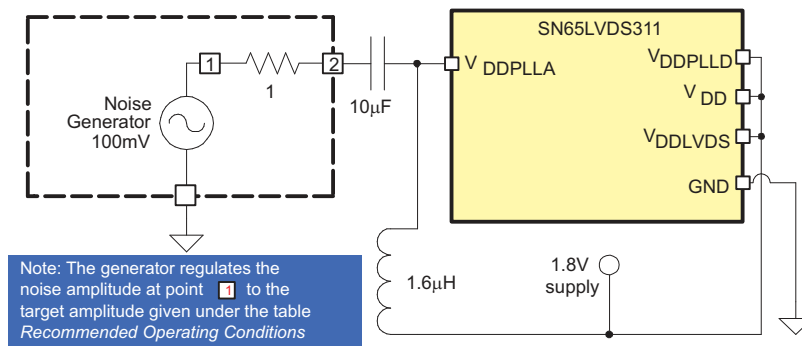 SN65LVDS311
1
2
V DDPLLA
VDDPLLD
V DD
VDDLVDS
GND
1
10μF
Noise
Generator
100mV
1.6μH
1.8V
supply
Note: The generator regulates the
noise amplitude at point 1 to the
target amplitude given under the table
Recommended Operating Conditions